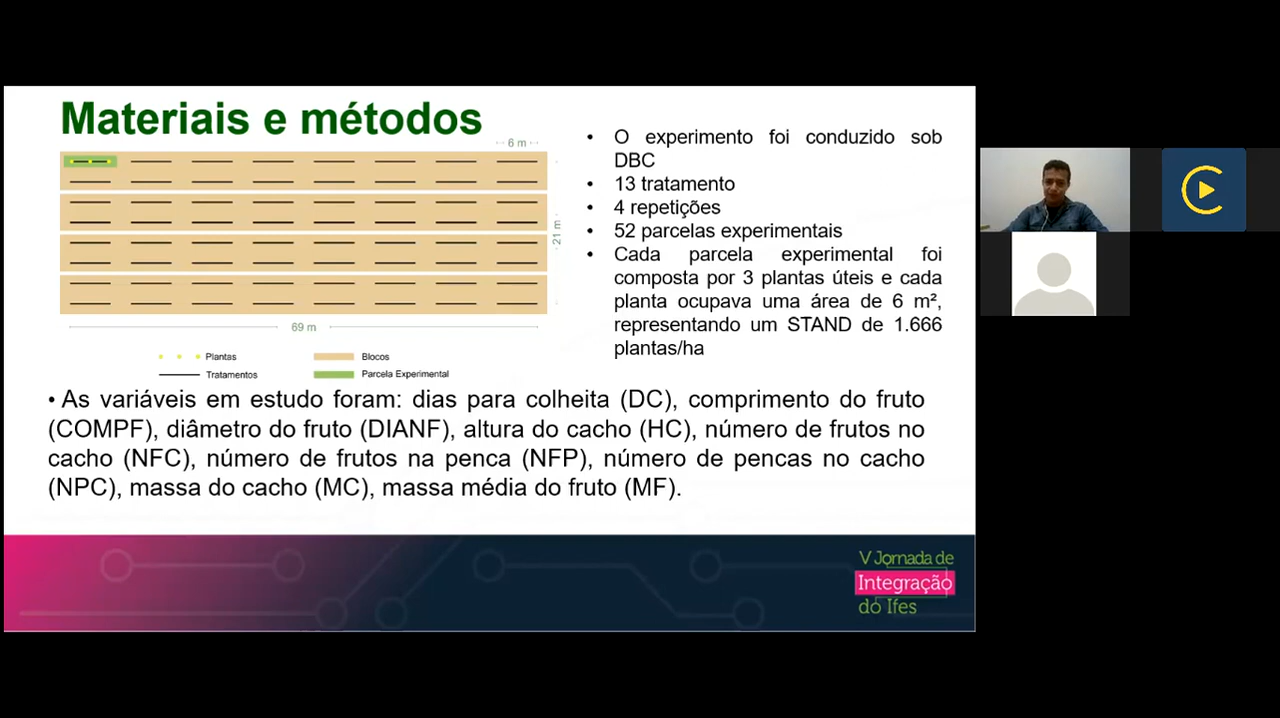 Materiais e métodos
6 m
21 m
69 m
Plantas
Blocos
Tratamentos
Parcela Experimental
• O experimento foi conduzido sob
DBC
• 13 tratamento
• 4 repetições
• 52 parcelas experimentais
• Cada parcela experimental foi
composta por 3 plantas úteis e cada
planta ocupava uma área de 6 m²,
representando um STAND de 1.666
plantas/ha
• As variáveis em estudo foram: dias para colheita (DC), comprimento do fruto
(COMPF), diâmetro do fruto (DIANF), altura do cacho (HC), número de frutos no
cacho (NFC), número de frutos na penca (NFP), número de pencas no cacho
(NPC), massa do cacho (MC), massa média do fruto (MF).
V Jornada de
Integração
do Ifes